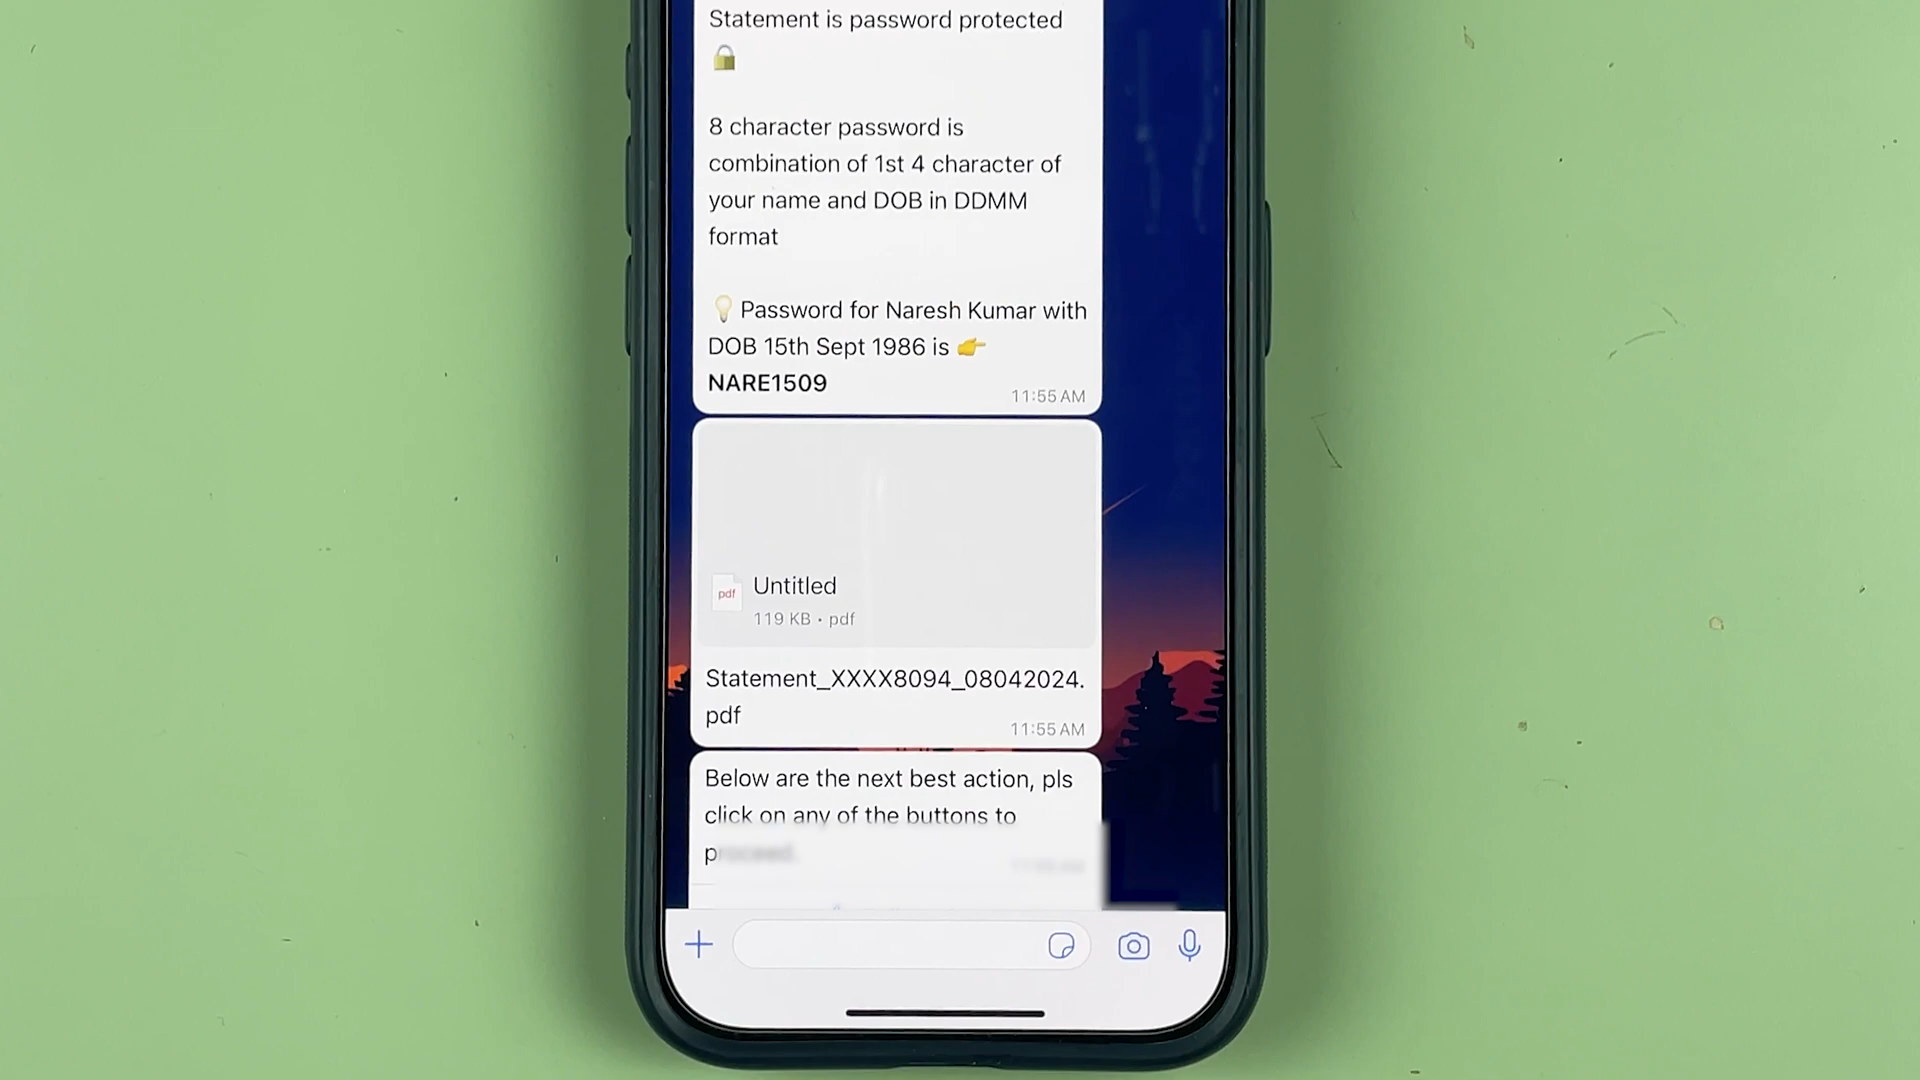 Statement is password protected
🔒
8 character password is
combination of 1st 4 character of
your name and DOB in DDMM
format
💡 Password for Naresh Kumar with
DOB 15th Sept 1986 is 👉
NARE1509
11:55 AM
pdf
Untitled
119 KB • pdf
Statement_XXXX8094_08042024.
pdf
11:55 AM
Below are the next best action, pls
click on any of the buttons to
proceed.